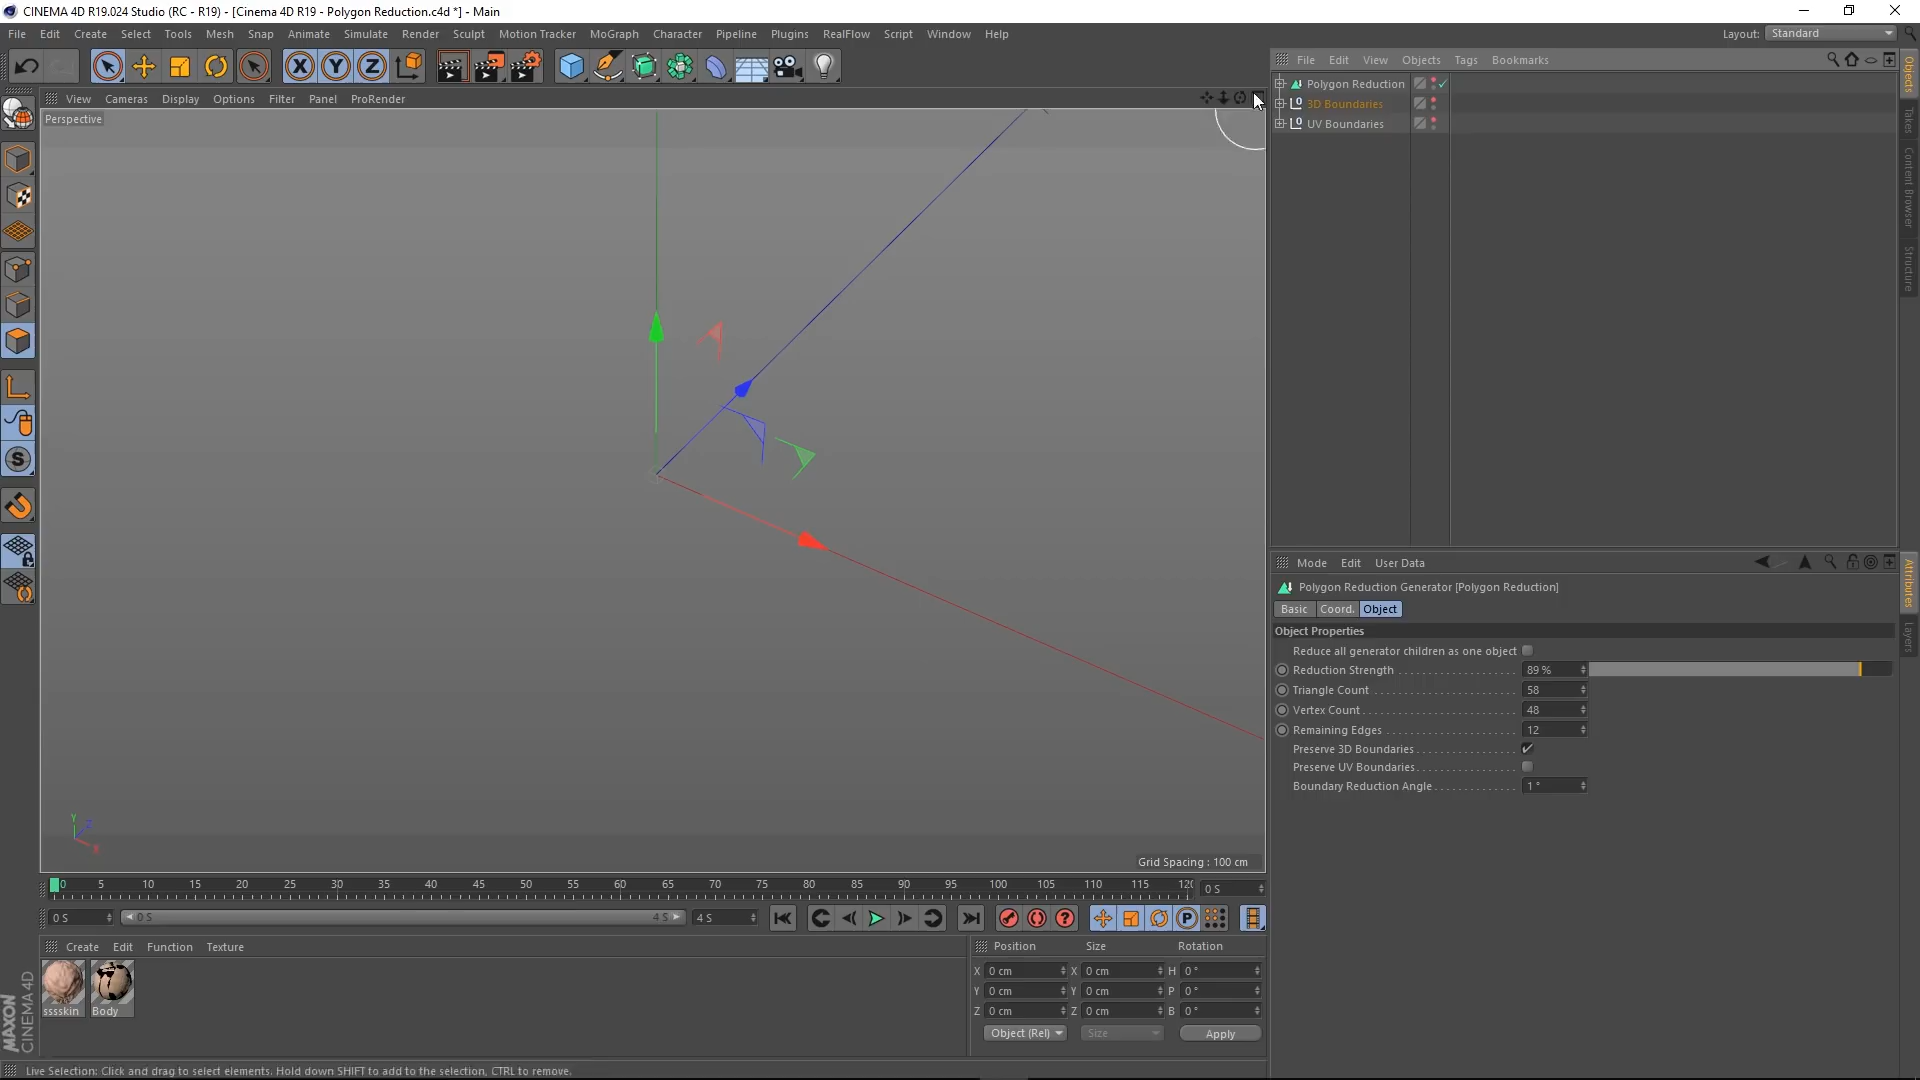 CINEMA 4D R19.024 Studio (RC - R19) - [Cinema 4D R19 - Polygon Reduction.c4d *] - Main
File Edit Create Select Tools Mesh Snap Animate Simulate Render Sculpt Motion Tracker MoGraph Character Pipeline Plugins RealFlow Script Window Help
Layout: Standard
File Edit View Objects Tags Bookmarks
View Cameras Display Options Filter Panel ProRender
Perspective
Polygon Reduction
3D Boundaries
UV Boundaries
Objects
Takes
Content Browser
Structure
X Y Z
S
Y
Z
X
Grid Spacing : 100 cm
Mode Edit User Data
Polygon Reduction Generator [Polygon Reduction]
Basic Coord. Object
Object Properties
Reduce all generator children as one object
Reduction Strength 89 %
Triangle Count 58
Vertex Count 48
Remaining Edges 12
Preserve 3D Boundaries
Preserve UV Boundaries
Boundary Reduction Angle 1 °
Attributes
Layers
0 5 10 15 20 25 30 35 40 45 50 55 60 65 70 75 80 85 90 95 100 105 110 115 120
0 S
0 S 0 S 4 S 4 S
P
Create Edit Function Texture
sssskin Body
Position Size Rotation
X 0 cm X 0 cm H 0 °
Y 0 cm Y 0 cm P 0 °
Z 0 cm Z 0 cm B 0 °
Object (Rel) Size Apply
MAXON
CINEMA 4D
Live Selection: Click and drag to select elements. Hold down SHIFT to add to the selection, CTRL to remove.